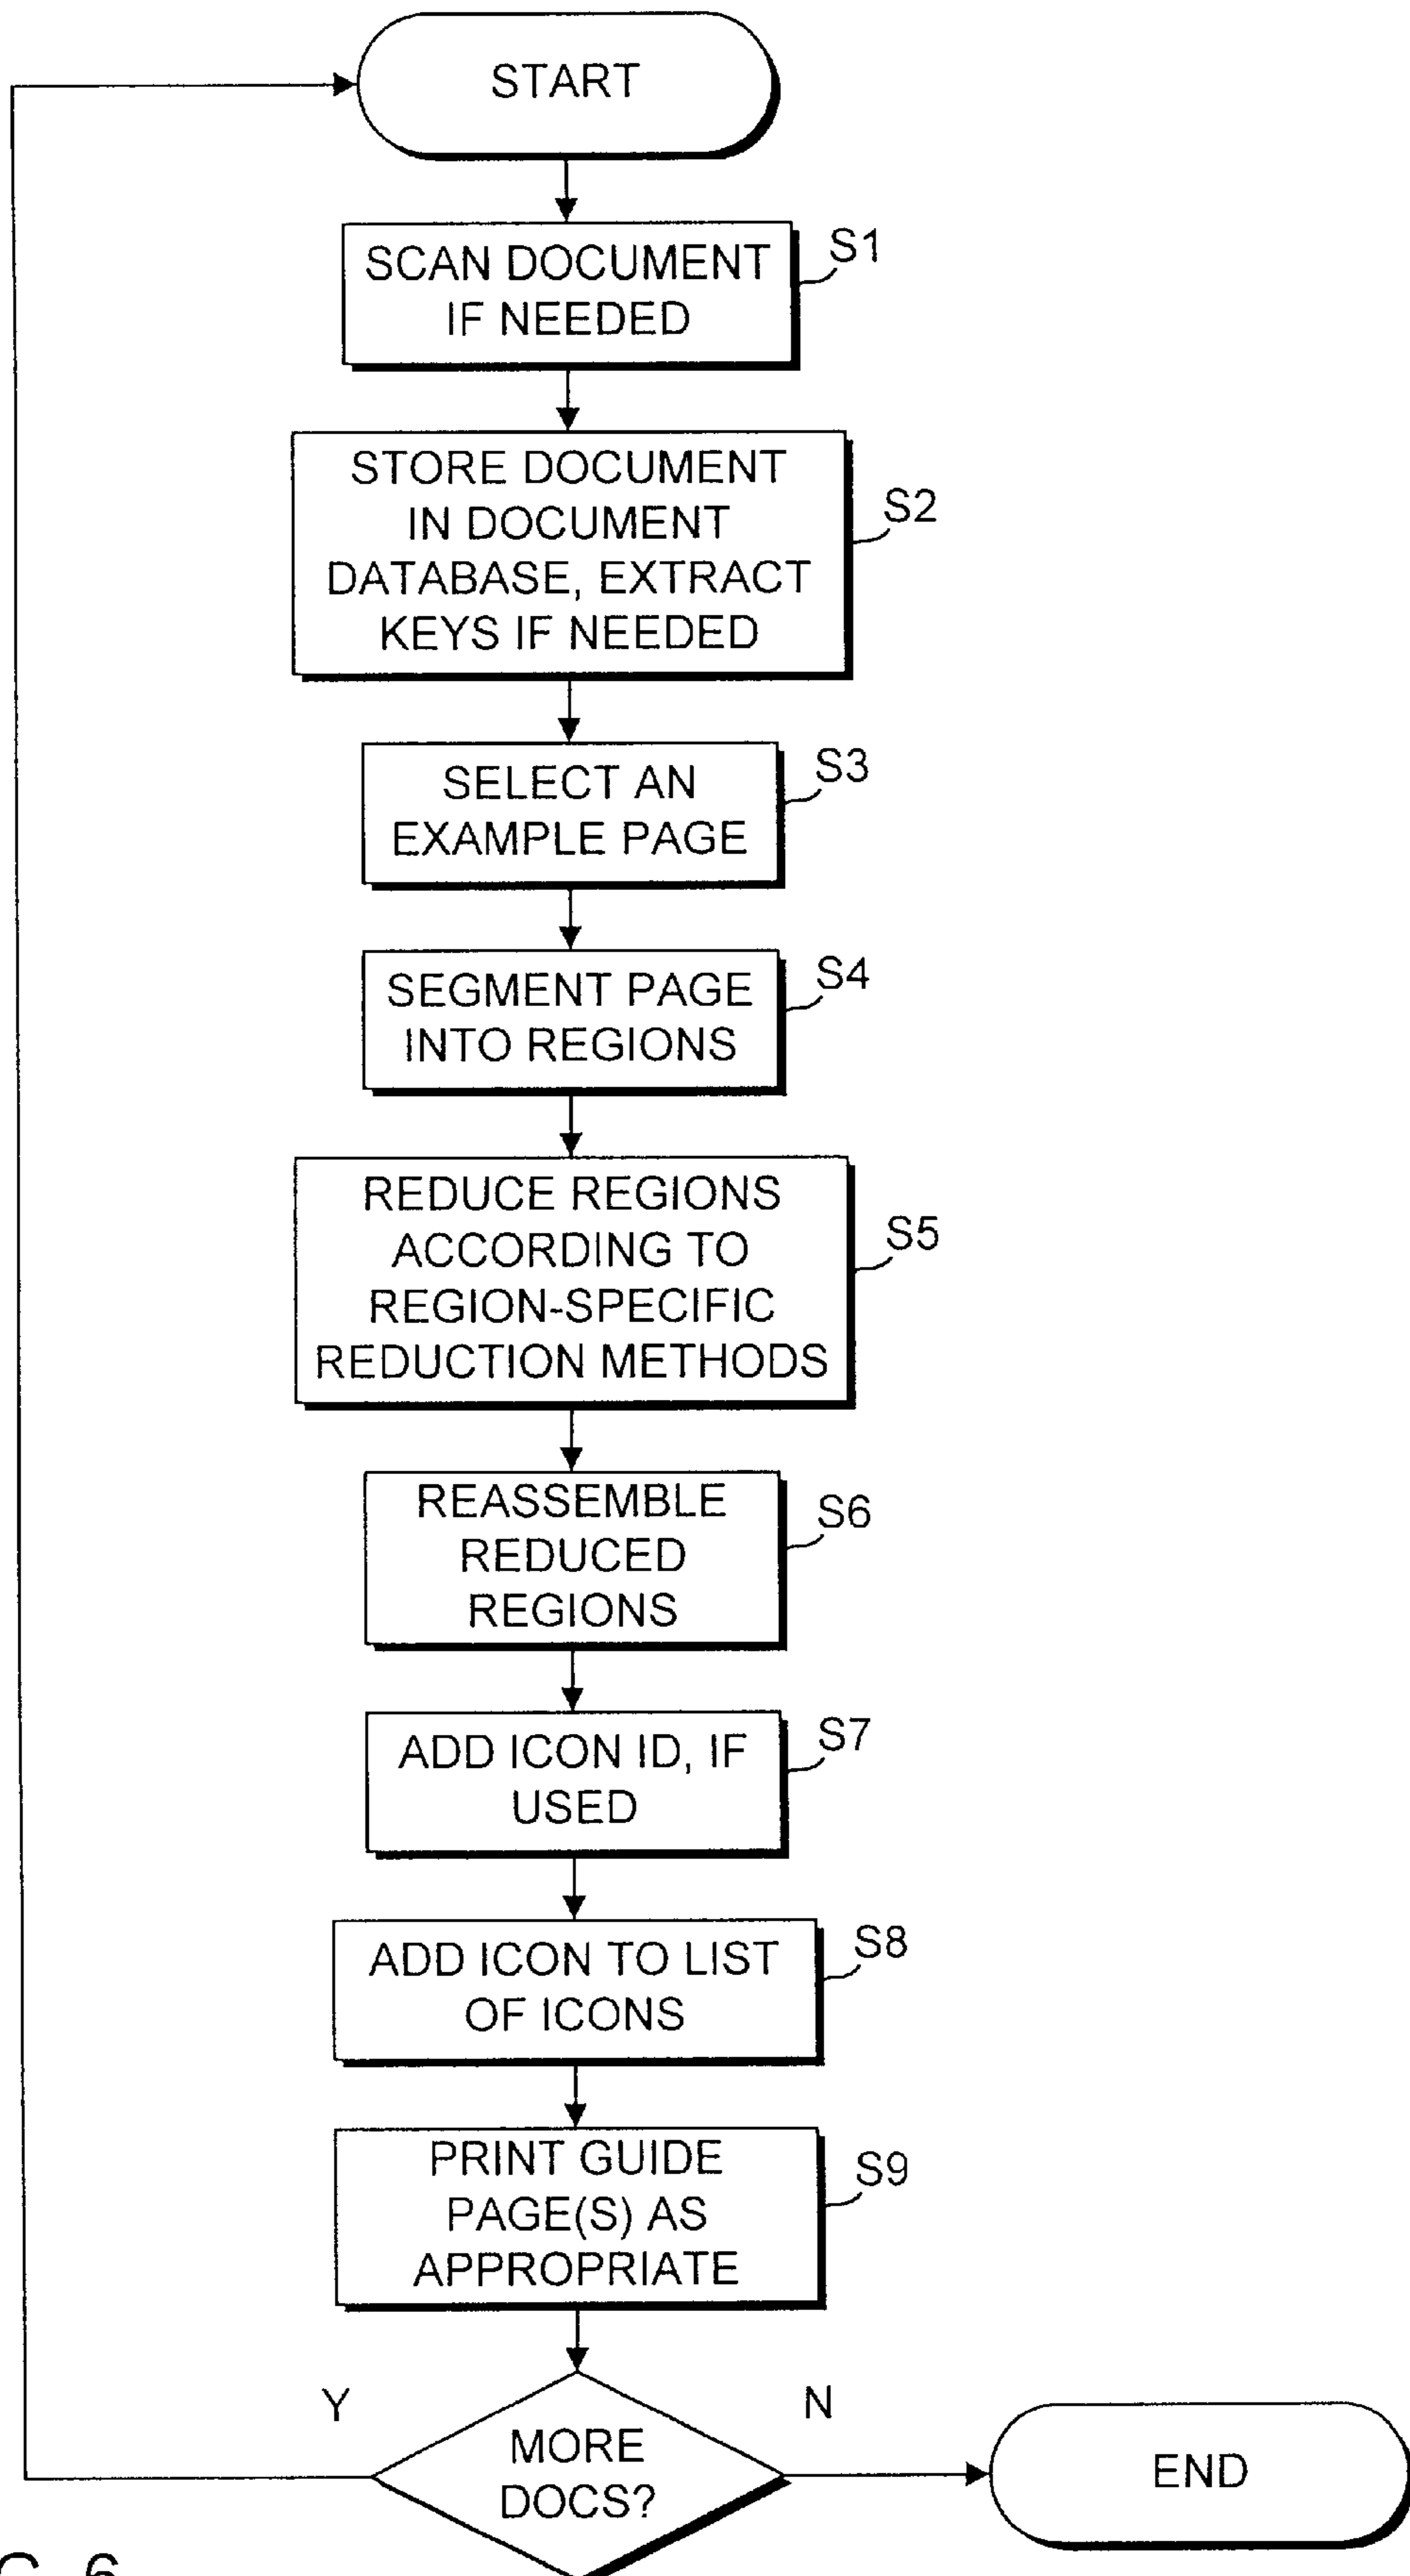 START
SCAN DOCUMENT
IF NEEDED
S1
STORE DOCUMENT
IN DOCUMENT
DATABASE, EXTRACT
KEYS IF NEEDED
S2
SELECT AN
EXAMPLE PAGE
S3
SEGMENT PAGE
INTO REGIONS
S4
REDUCE REGIONS
ACCORDING TO
REGION-SPECIFIC
REDUCTION METHODS
S5
REASSEMBLE
REDUCED
REGIONS
S6
ADD ICON ID, IF
USED
S7
ADD ICON TO LIST
OF ICONS
S8
PRINT GUIDE
PAGE(S) AS
APPROPRIATE
S9
Y
N
MORE
DOCS?
END
6